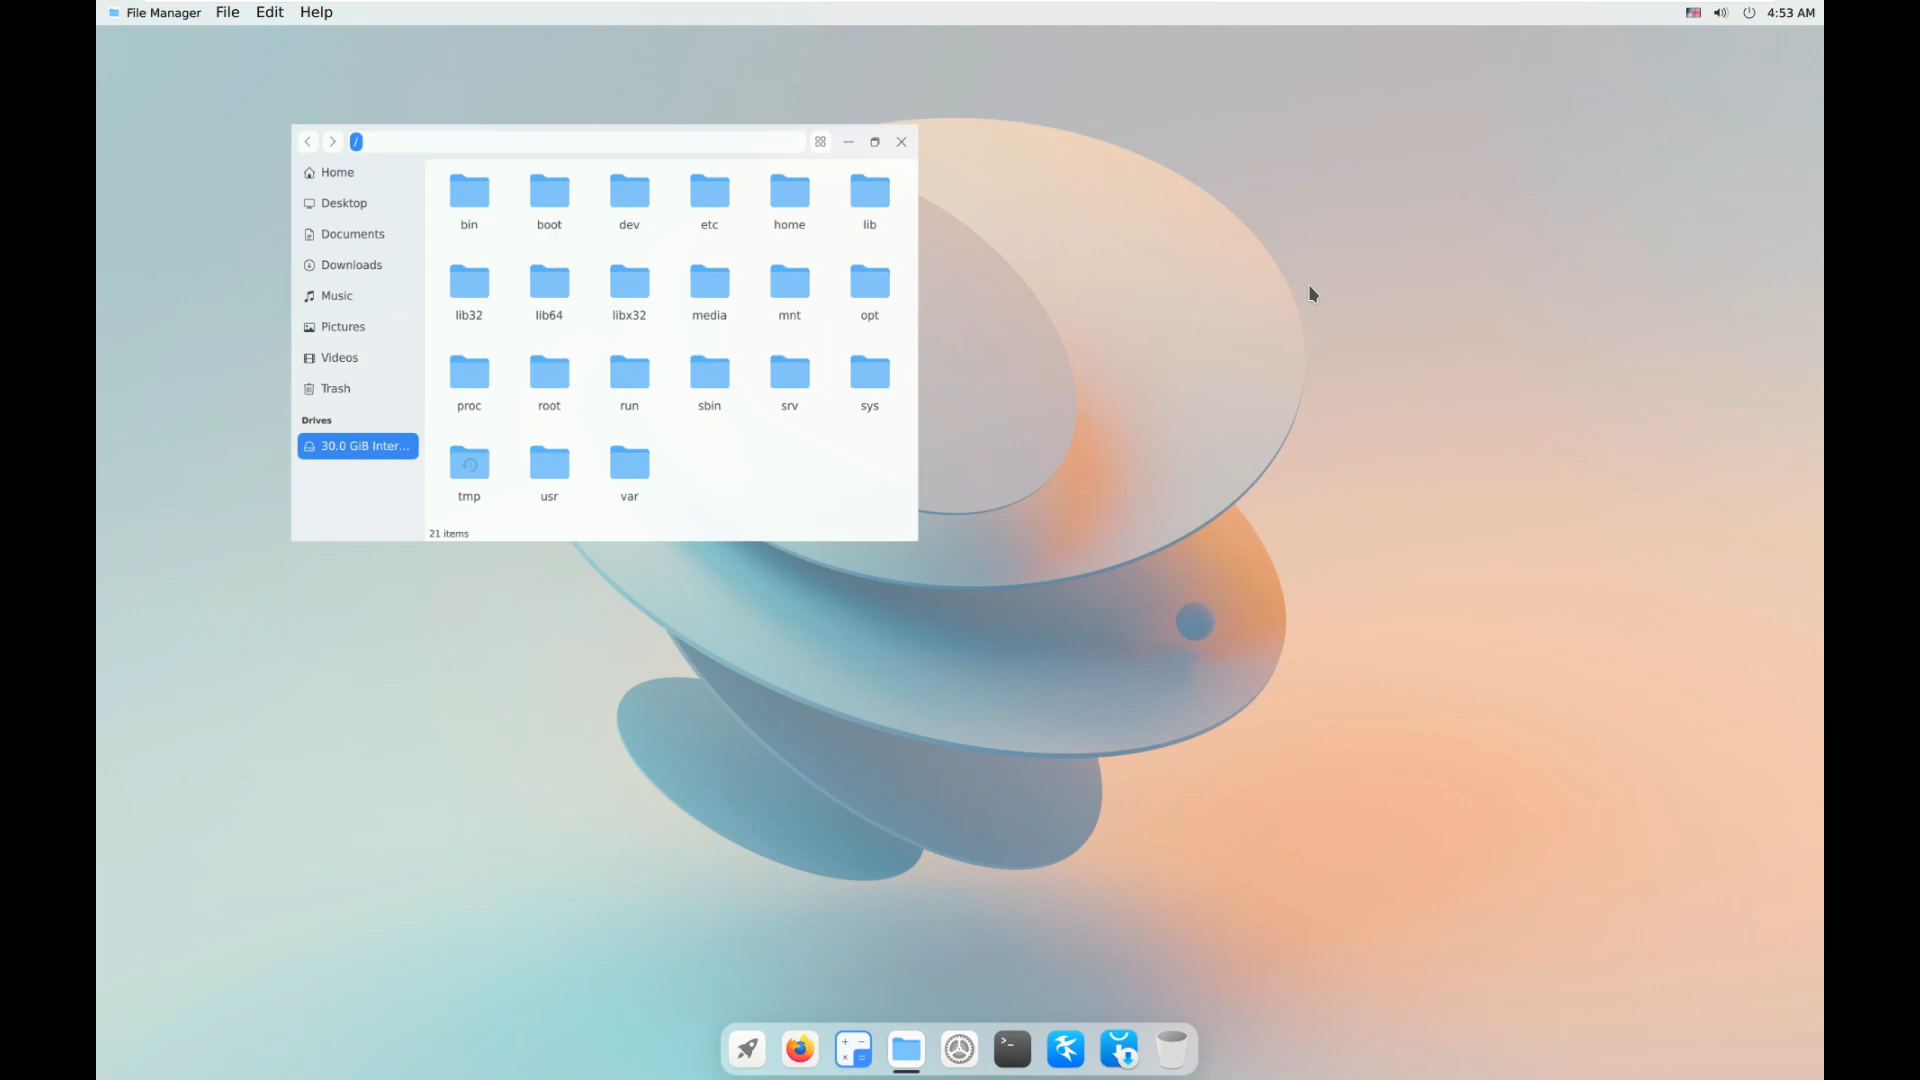 File Manager File Edit Help 4:53 AM
/
Home
Desktop
Documents
Downloads
Music
Pictures
Videos
Trash
Drives
30.0 GiB Inter...
bin boot dev etc home lib
lib32 lib64 libx32 media mnt opt
proc root run sbin srv sys
tmp usr var
21 items